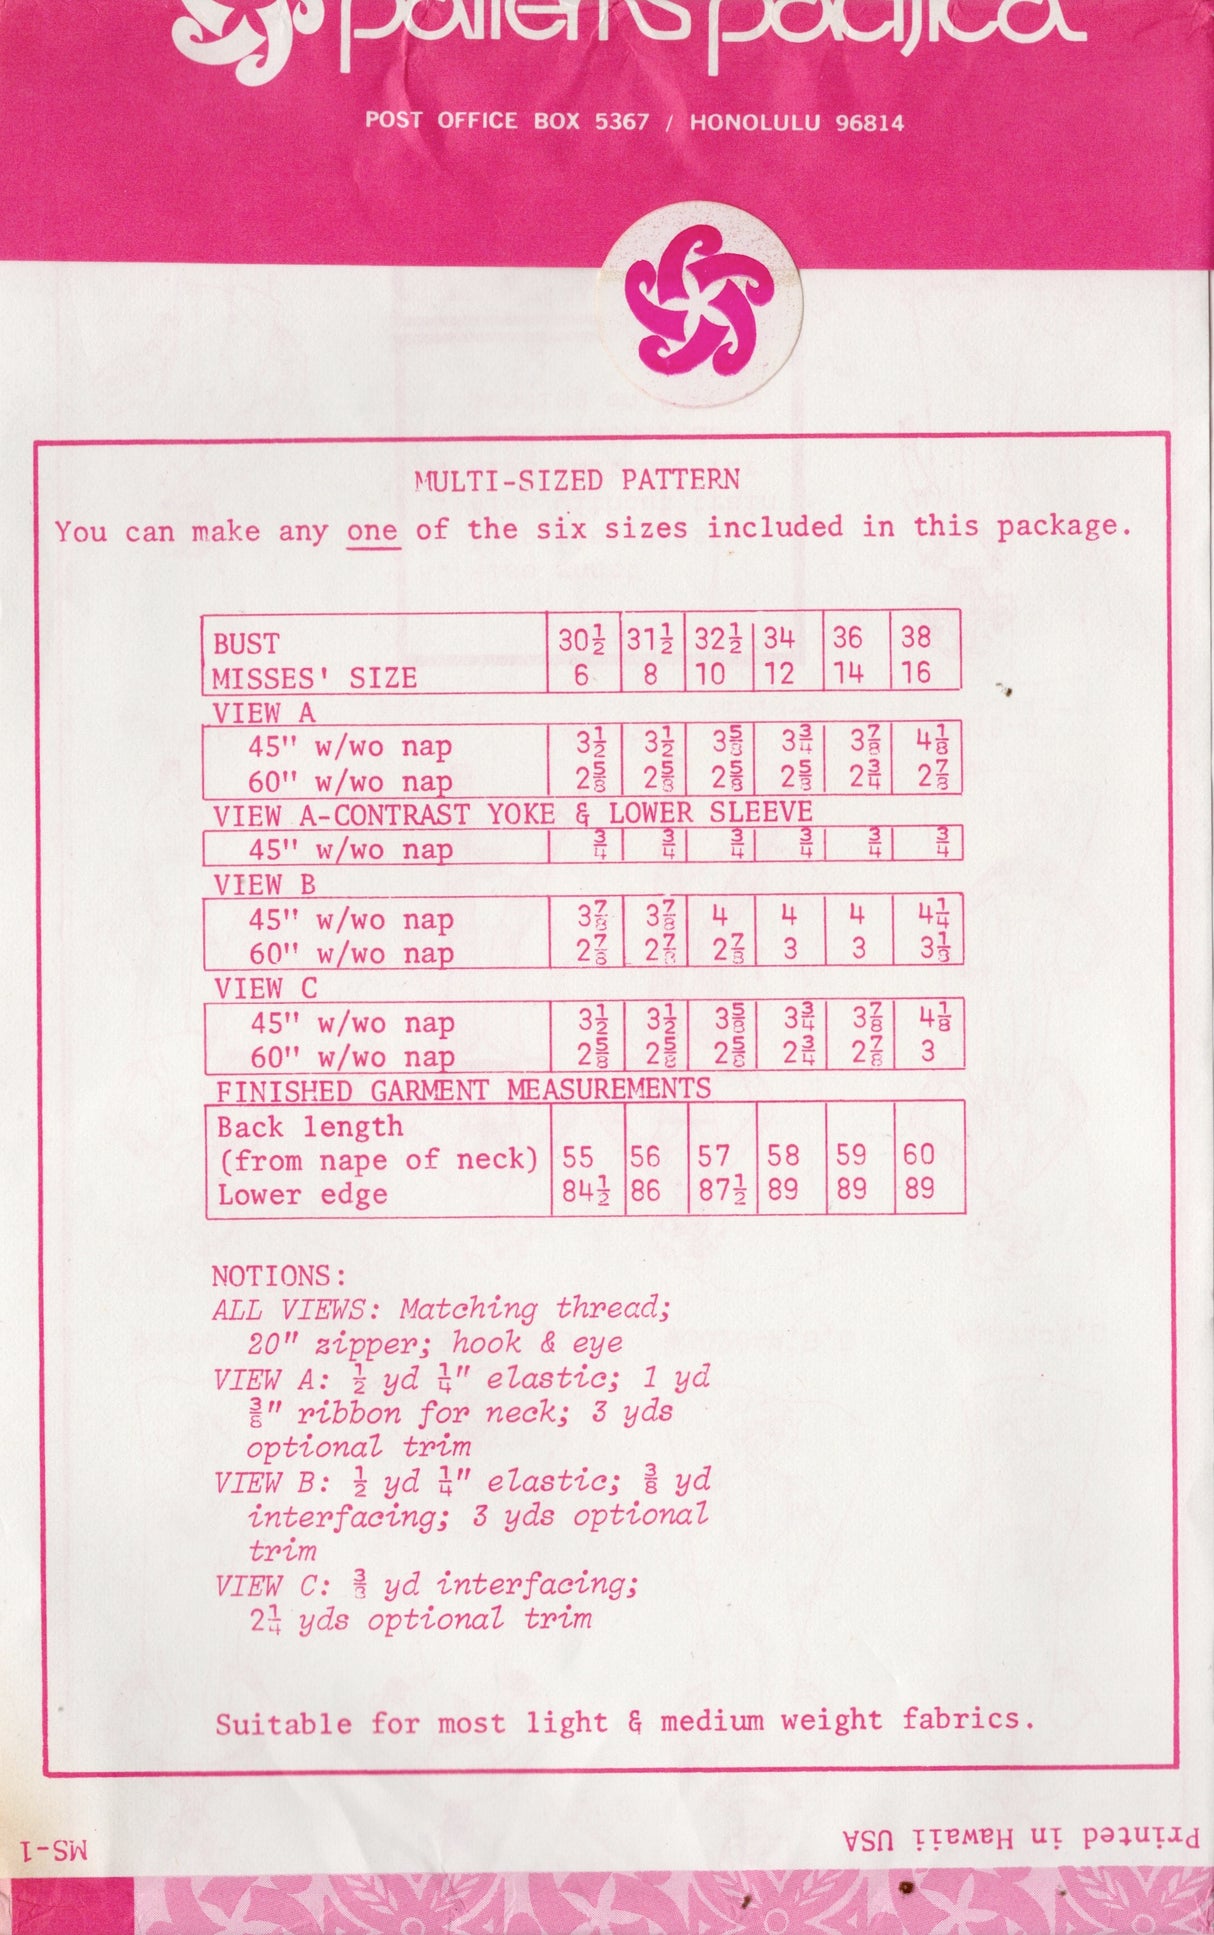 patterns pacifica
POST OFFICE BOX 5367 / HONOLULU 96814
MULTI-SIZED PATTERN
You can make any one of the six sizes included in this package.
BUST 30½ 31½ 32½ 34 36 38
MISSES' SIZE 6 8 10 12 14 16
VIEW A
45" w/wo nap 3½ 3½ 3⅝ 3¾ 3⅞ 4⅛
60" w/wo nap 2⅝ 2⅝ 2⅝ 2⅝ 2¾ 2⅞
VIEW A-CONTRAST YOKE & LOWER SLEEVE
45" w/wo nap ¾ ¾ ¾ ¾ ¾ ¾
VIEW B
45" w/wo nap 3⅞ 3⅞ 4 4 4 4¼
60" w/wo nap 2⅞ 2⅞ 2⅞ 3 3 3⅛
VIEW C
45" w/wo nap 3½ 3½ 3⅝ 3¾ 3⅞ 4⅛
60" w/wo nap 2⅝ 2⅝ 2⅝ 2¾ 2⅞ 3
FINISHED GARMENT MEASUREMENTS
Back length
(from nape of neck) 55 56 57 58 59 60
Lower edge 84½ 86 87½ 89 89 89
NOTIONS:
ALL VIEWS: Matching thread;
20" zipper; hook & eye
VIEW A: ½ yd ¼" elastic; 1 yd
⅜" ribbon for neck; 3 yds
optional trim
VIEW B: ½ yd ¼" elastic; ⅜ yd
interfacing; 3 yds optional
trim
VIEW C: ⅜ yd interfacing;
2¼ yds optional trim
Suitable for most light & medium weight fabrics.
Printed in Hawaii USA
MS-1